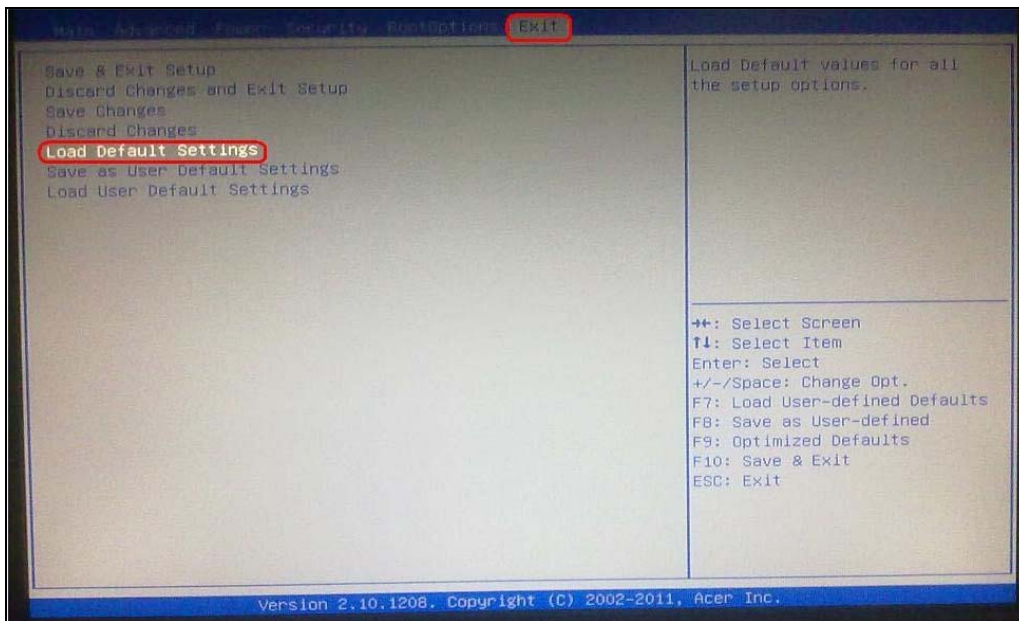 Main Advanced Power Security BootOptions Exit
Save & Exit Setup
Discard Changes and Exit Setup
Save Changes
Discard Changes
Load Default Settings
Save as User Default Settings
Load User Default Settings
Load Default values for all
the setup options.
→←: Select Screen
↑↓: Select Item
Enter: Select
+/-/Space: Change Opt.
F7: Load User-defined Defaults
F8: Save as User-defined
F9: Optimized Defaults
F10: Save & Exit
ESC: Exit
Version 2.10.1208. Copyright (C) 2002-2011, Acer Inc.